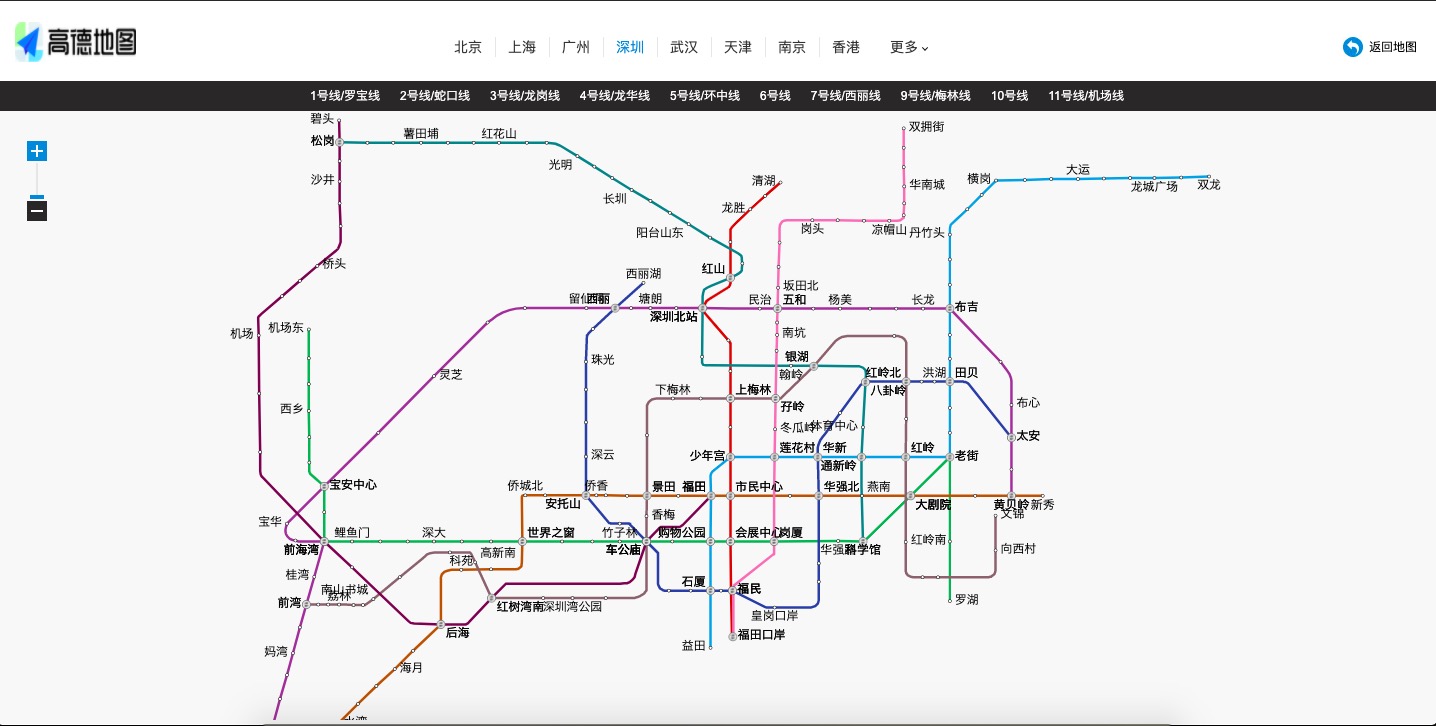 高德地图
北京 上海 广州 深圳 武汉 天津 南京 香港 更多
返回地图
1号线/罗宝线 2号线/蛇口线 3号线/龙岗线 4号线/龙华线 5号线/环中线 6号线 7号线/西丽线 9号线/梅林线 10号线 11号线/机场线
碧头
双拥街
松岗 薯田埔 红花山
光明
大运
沙井 清湖 华南城 横岗 龙城广场 双龙
长圳
龙胜
阳台山东 岗头 凉帽山 丹竹头
桥头 西丽湖 红山
坂田北
西丽 塘朗 民治 五和 杨美 长龙 布吉
深圳北站
机场 机场东 南坑
珠光 银湖
灵芝 翰岭 红岭北 洪湖 田贝
下梅林 上梅林 八卦岭
西乡 孖岭 布心
冬瓜岭 体育中心
太安
莲花村 华新 红岭
深云 少年宫 通新岭 老街
宝安中心 侨城北 侨香 景田 福田 市民中心 华强北 燕南
安托山 大剧院 黄贝岭 新秀
宝华 香梅 文锦
鲤鱼门 深大 世界之窗 竹子林 购物公园 会展中心 岗厦
前海湾 高新南 车公庙 科学馆 红岭南 向西村
科苑
桂湾 南山书城 石厦 福民
荔林
前湾 红树湾南 深圳湾公园 皇岗口岸 罗湖
后海 福田口岸
妈湾 益田
海月